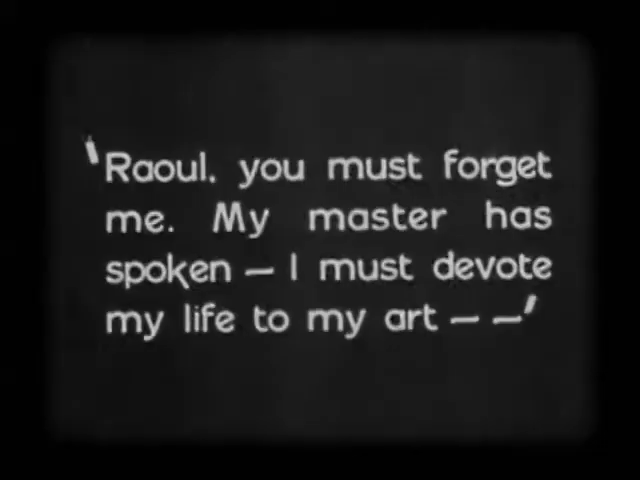 'Raoul, you must forget
me. My master has
spoken — I must devote
my life to my art — —'